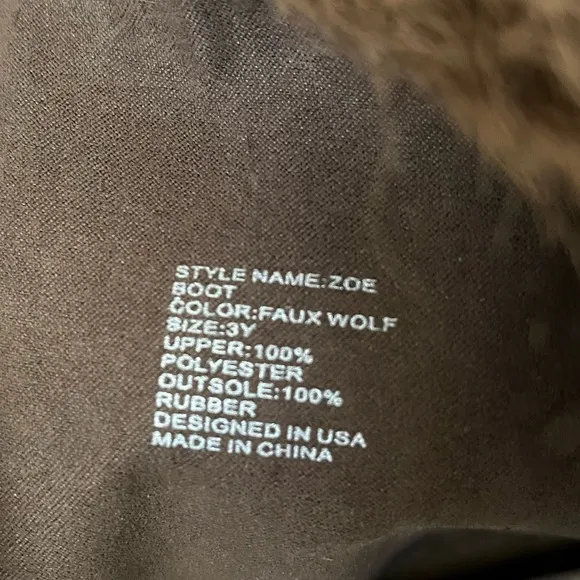 STYLE NAME:ZOE
BOOT
COLOR:FAUX WOLF
SIZE:3Y
UPPER:100%
POLYESTER
OUTSOLE:100%
RUBBER
DESIGNED IN USA
MADE IN CHINA